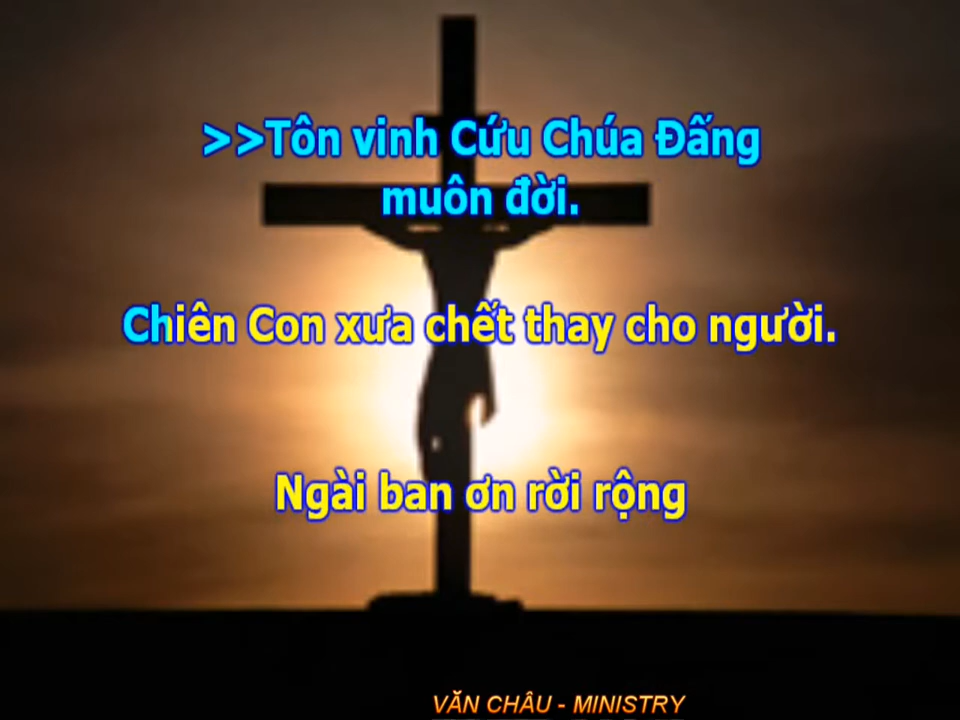 >>Tôn vinh Cứu Chúa Đấng
muôn đời.
Chiên Con xưa chết thay cho người.
Ngài ban ơn rời rộng
VĂN CHÂU - MINISTRY